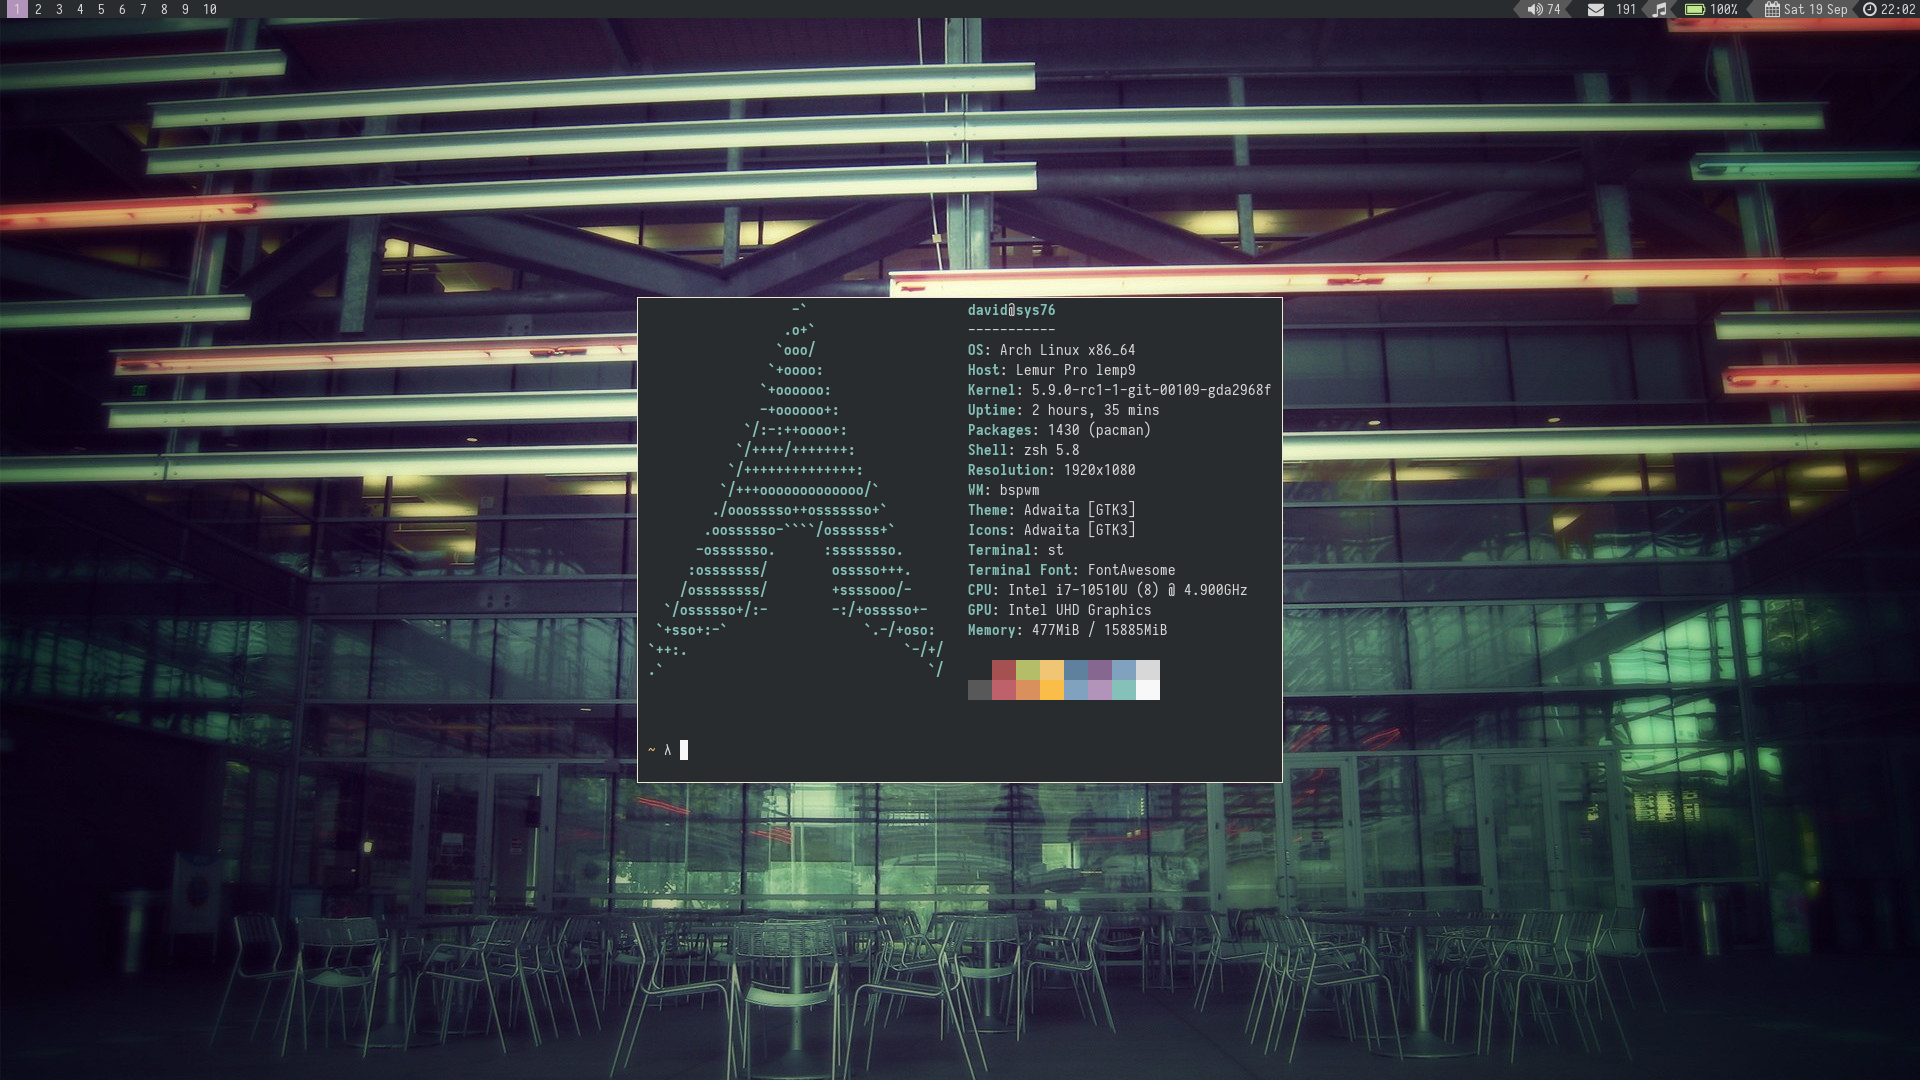 1 2 3 4 5 6 7 8 9 10 74 191 100% Sat 19 Sep 22:02
-`
.o+`
`ooo/
`+oooo:
`+oooooo:
-+oooooo+:
`/:-:++oooo+:
`/++++/+++++++:
`/++++++++++++++:
`/+++ooooooooooooo/`
./ooosssso++osssssso+`
.oossssso-````/ossssss+`
-osssssso.      :ssssssso.
:osssssss/        osssso+++.
/ossssssss/        +ssssooo/-
`/ossssso+/:-        -:/+osssso+-
`+sso+:-`                 `.-/+oso:
`++:.                           `-/+/
.`                                 `/
david@sys76
-----------
OS: Arch Linux x86_64
Host: Lemur Pro lemp9
Kernel: 5.9.0-rc1-1-git-00109-gda2968f
Uptime: 2 hours, 35 mins
Packages: 1430 (pacman)
Shell: zsh 5.8
Resolution: 1920x1080
WM: bspwm
Theme: Adwaita [GTK3]
Icons: Adwaita [GTK3]
Terminal: st
Terminal Font: FontAwesome
CPU: Intel i7-10510U (8) @ 4.900GHz
GPU: Intel UHD Graphics
Memory: 477MiB / 15885MiB
~ λ